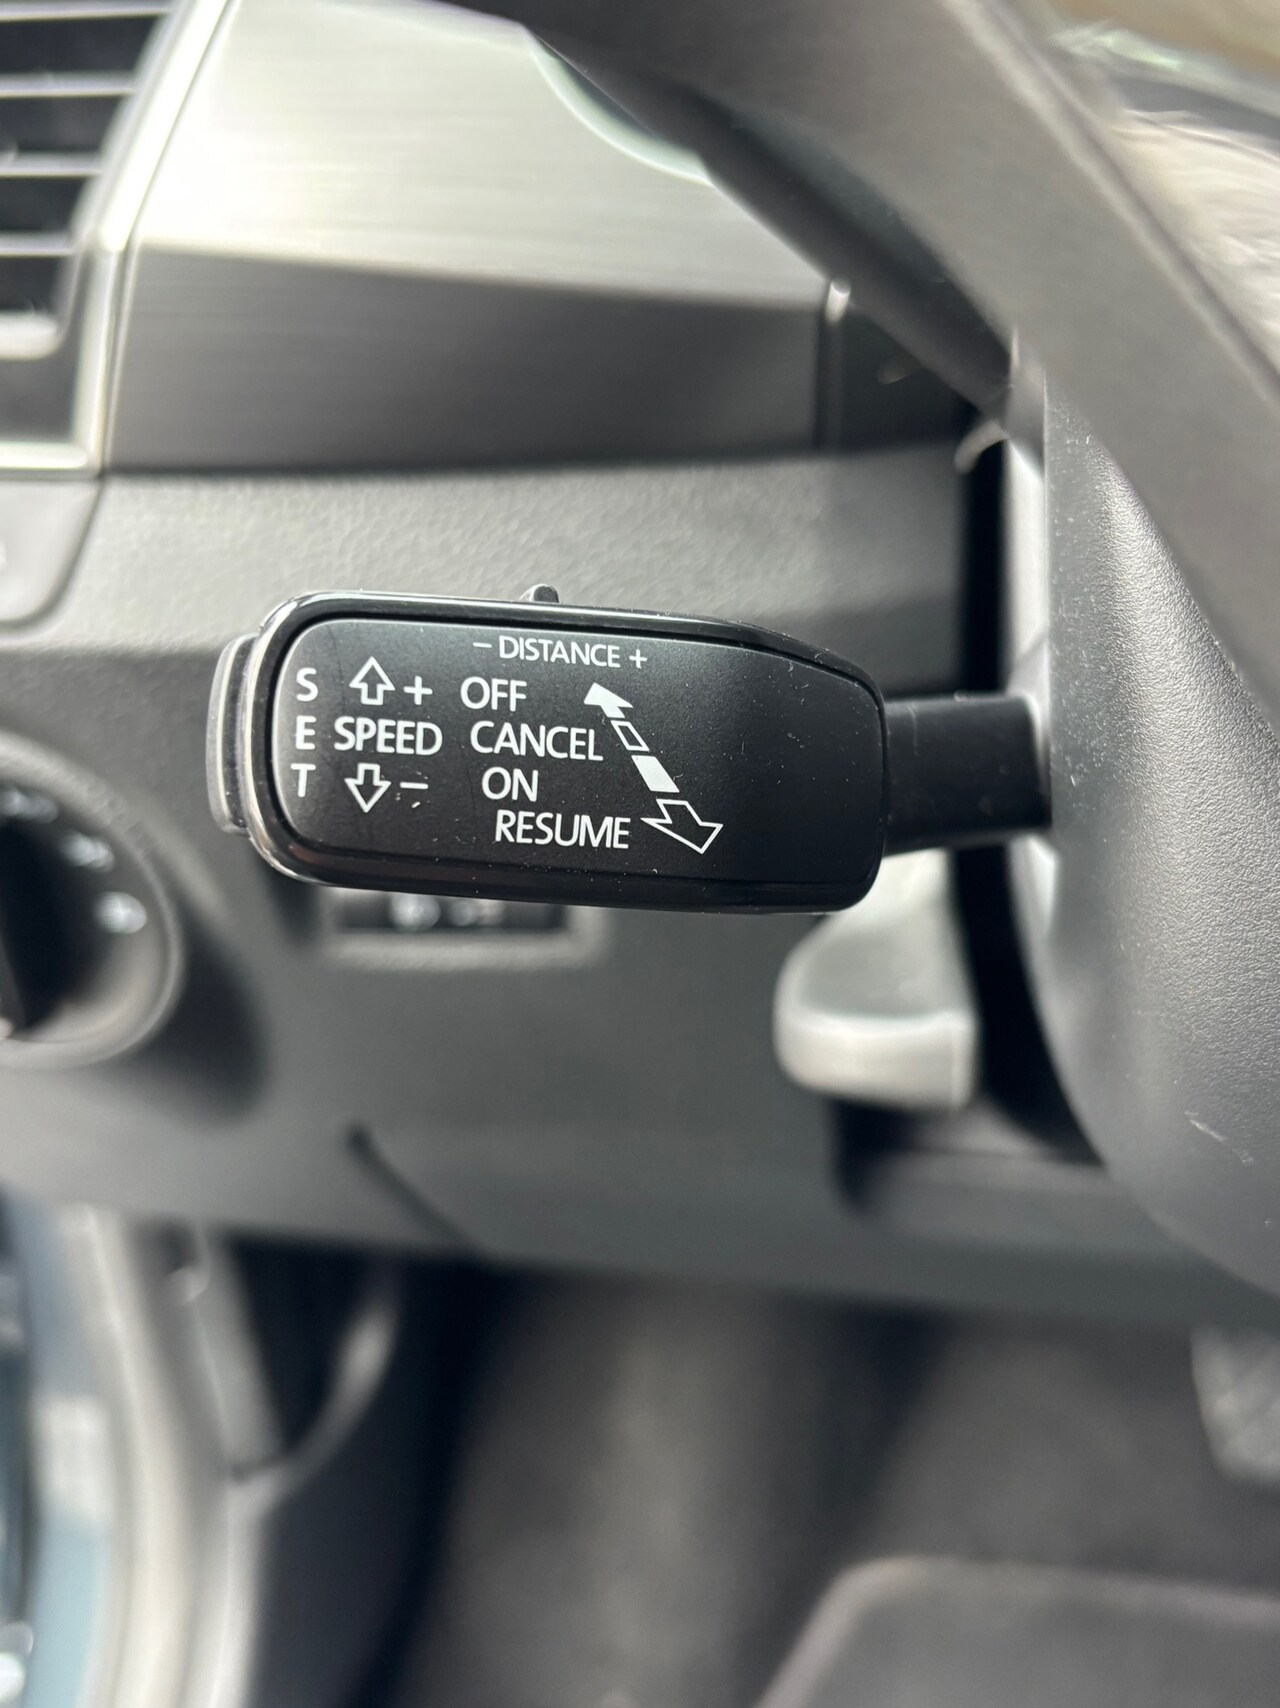 − DISTANCE +
S + OFF
E SPEED CANCEL
T − ON
RESUME